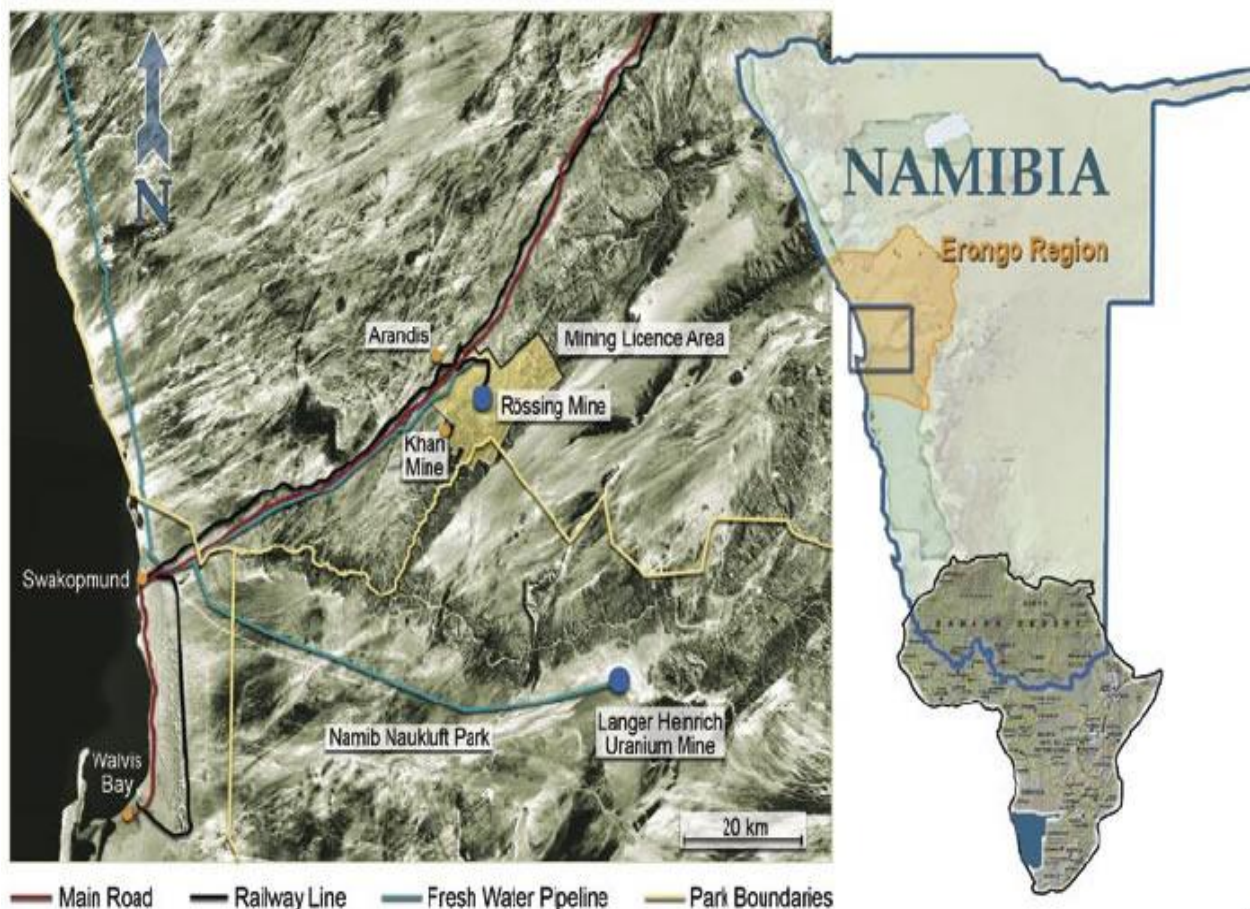 N
NAMIBIA
Erongo Region
Arandis
Mining Licence Area
Rössing Mine
Khan
Mine
Swakopmund
Langer Heinrich
Uranium Mine
Namib Naukluft Park
Walvis
Bay
20 km
Main Road
Railway Line
Fresh Water Pipeline
Park Boundaries